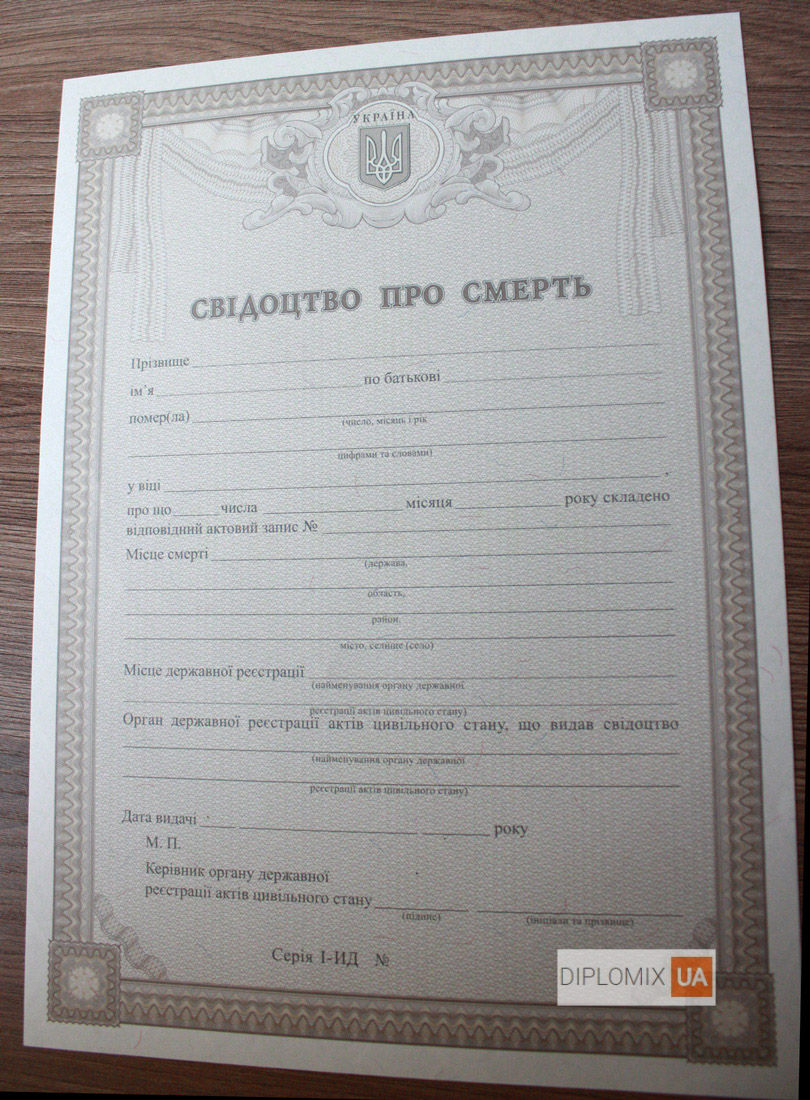 УКРАЇНА
СВІДОЦТВО ПРО СМЕРТЬ
Прізвище
ім’я по батькові
помер(ла)
(число, місяць і рік
цифрами та словами)
у віці ,
про що числа місяця року складено
відповідний актовий запис №
Місце смерті
(держава,
область,
район,
місто, селище (село)
Місце державної реєстрації
(найменування органу державної
реєстрації актів цивільного стану)
Орган державної реєстрації актів цивільного стану, що видав свідоцтво
(найменування органу державної
реєстрації актів цивільного стану)
Дата видачі року
М. П.
Керівник органу державної
реєстрації актів цивільного стану
(підпис) (ініціали та прізвище)
Серія І-ИД №
DIPLOMIX UA